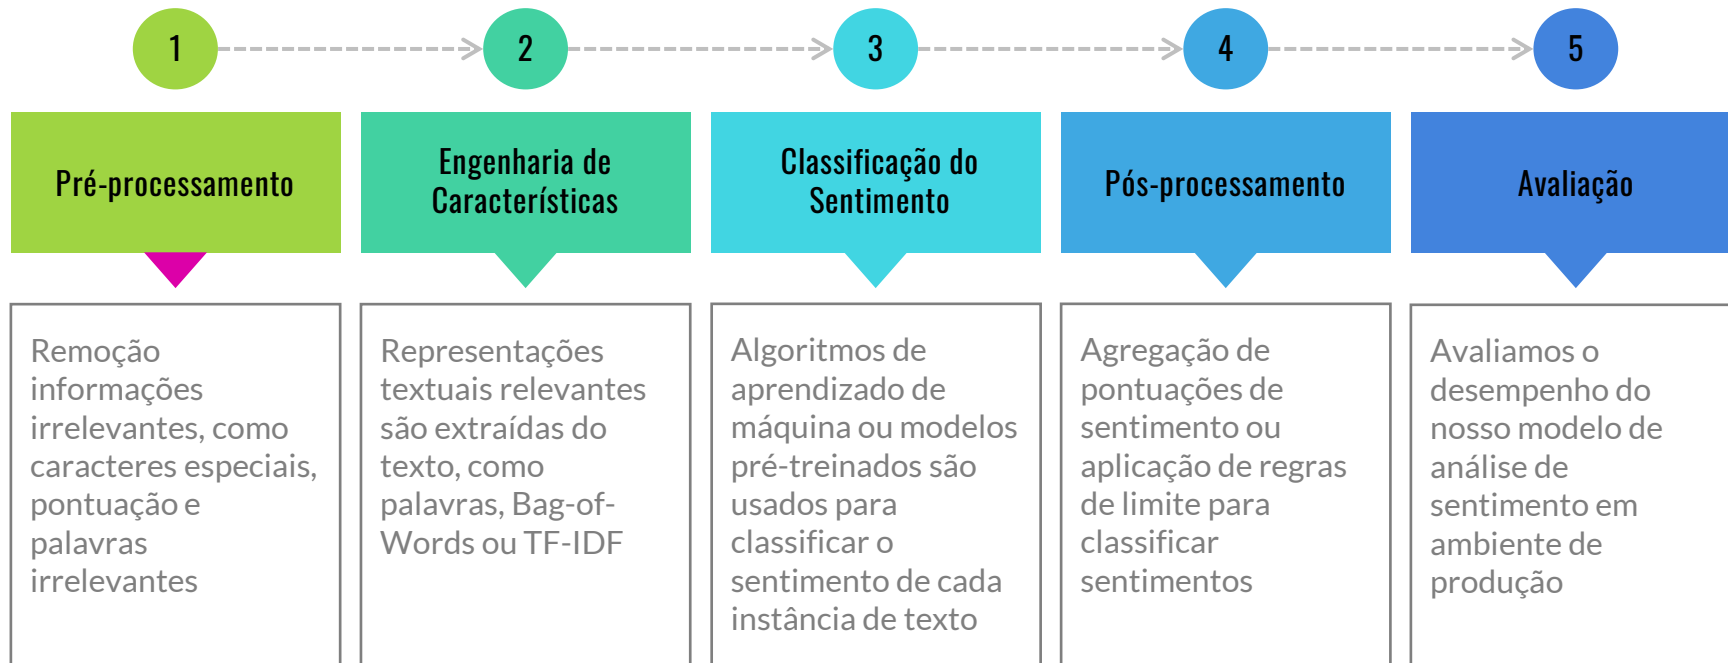 1
2
3
4
5
Pré-processamento
Engenharia de
Características
Classificação do
Sentimento
Pós-processamento
Avaliação
Remoção
informações
irrelevantes, como
caracteres especiais,
pontuação e
palavras
irrelevantes
Representações
textuais relevantes
são extraídas do
texto, como
palavras, Bag-of-
Words ou TF-IDF
Algoritmos de
aprendizado de
máquina ou modelos
pré-treinados são
usados para
classificar o
sentimento de cada
instância de texto
Agregação de
pontuações de
sentimento ou
aplicação de regras
de limite para
classificar
sentimentos
Avaliamos o
desempenho do
nosso modelo de
análise de
sentimento em
ambiente de
produção